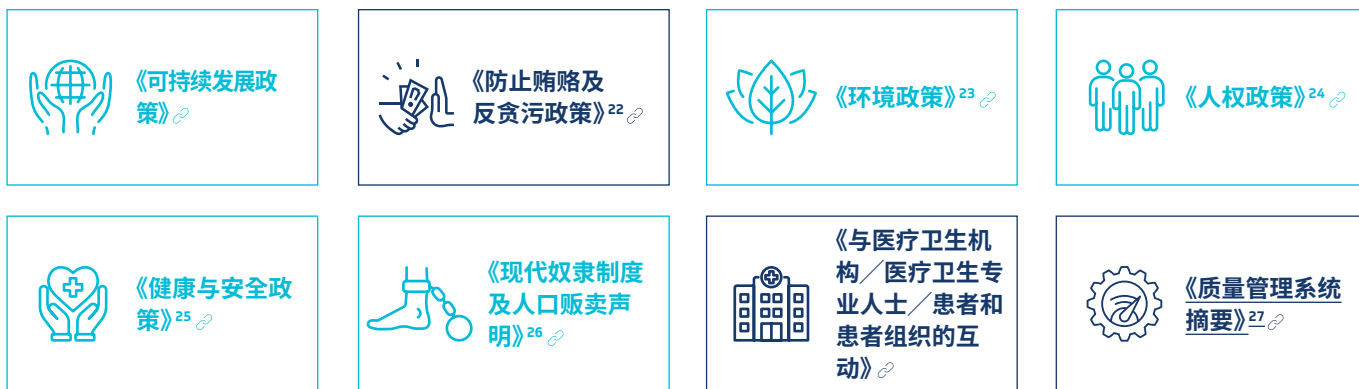 《可持续发展政
策》
《防止贿赂及
反贪污政策》22
《环境政策》23
《人权政策》24
《健康与安全政
策》25
《现代奴隶制度
及人口贩卖声
明》26
《与医疗卫生机
构／医疗卫生专
业人士／患者和
患者组织的互
动》
《质量管理系统
摘要》27